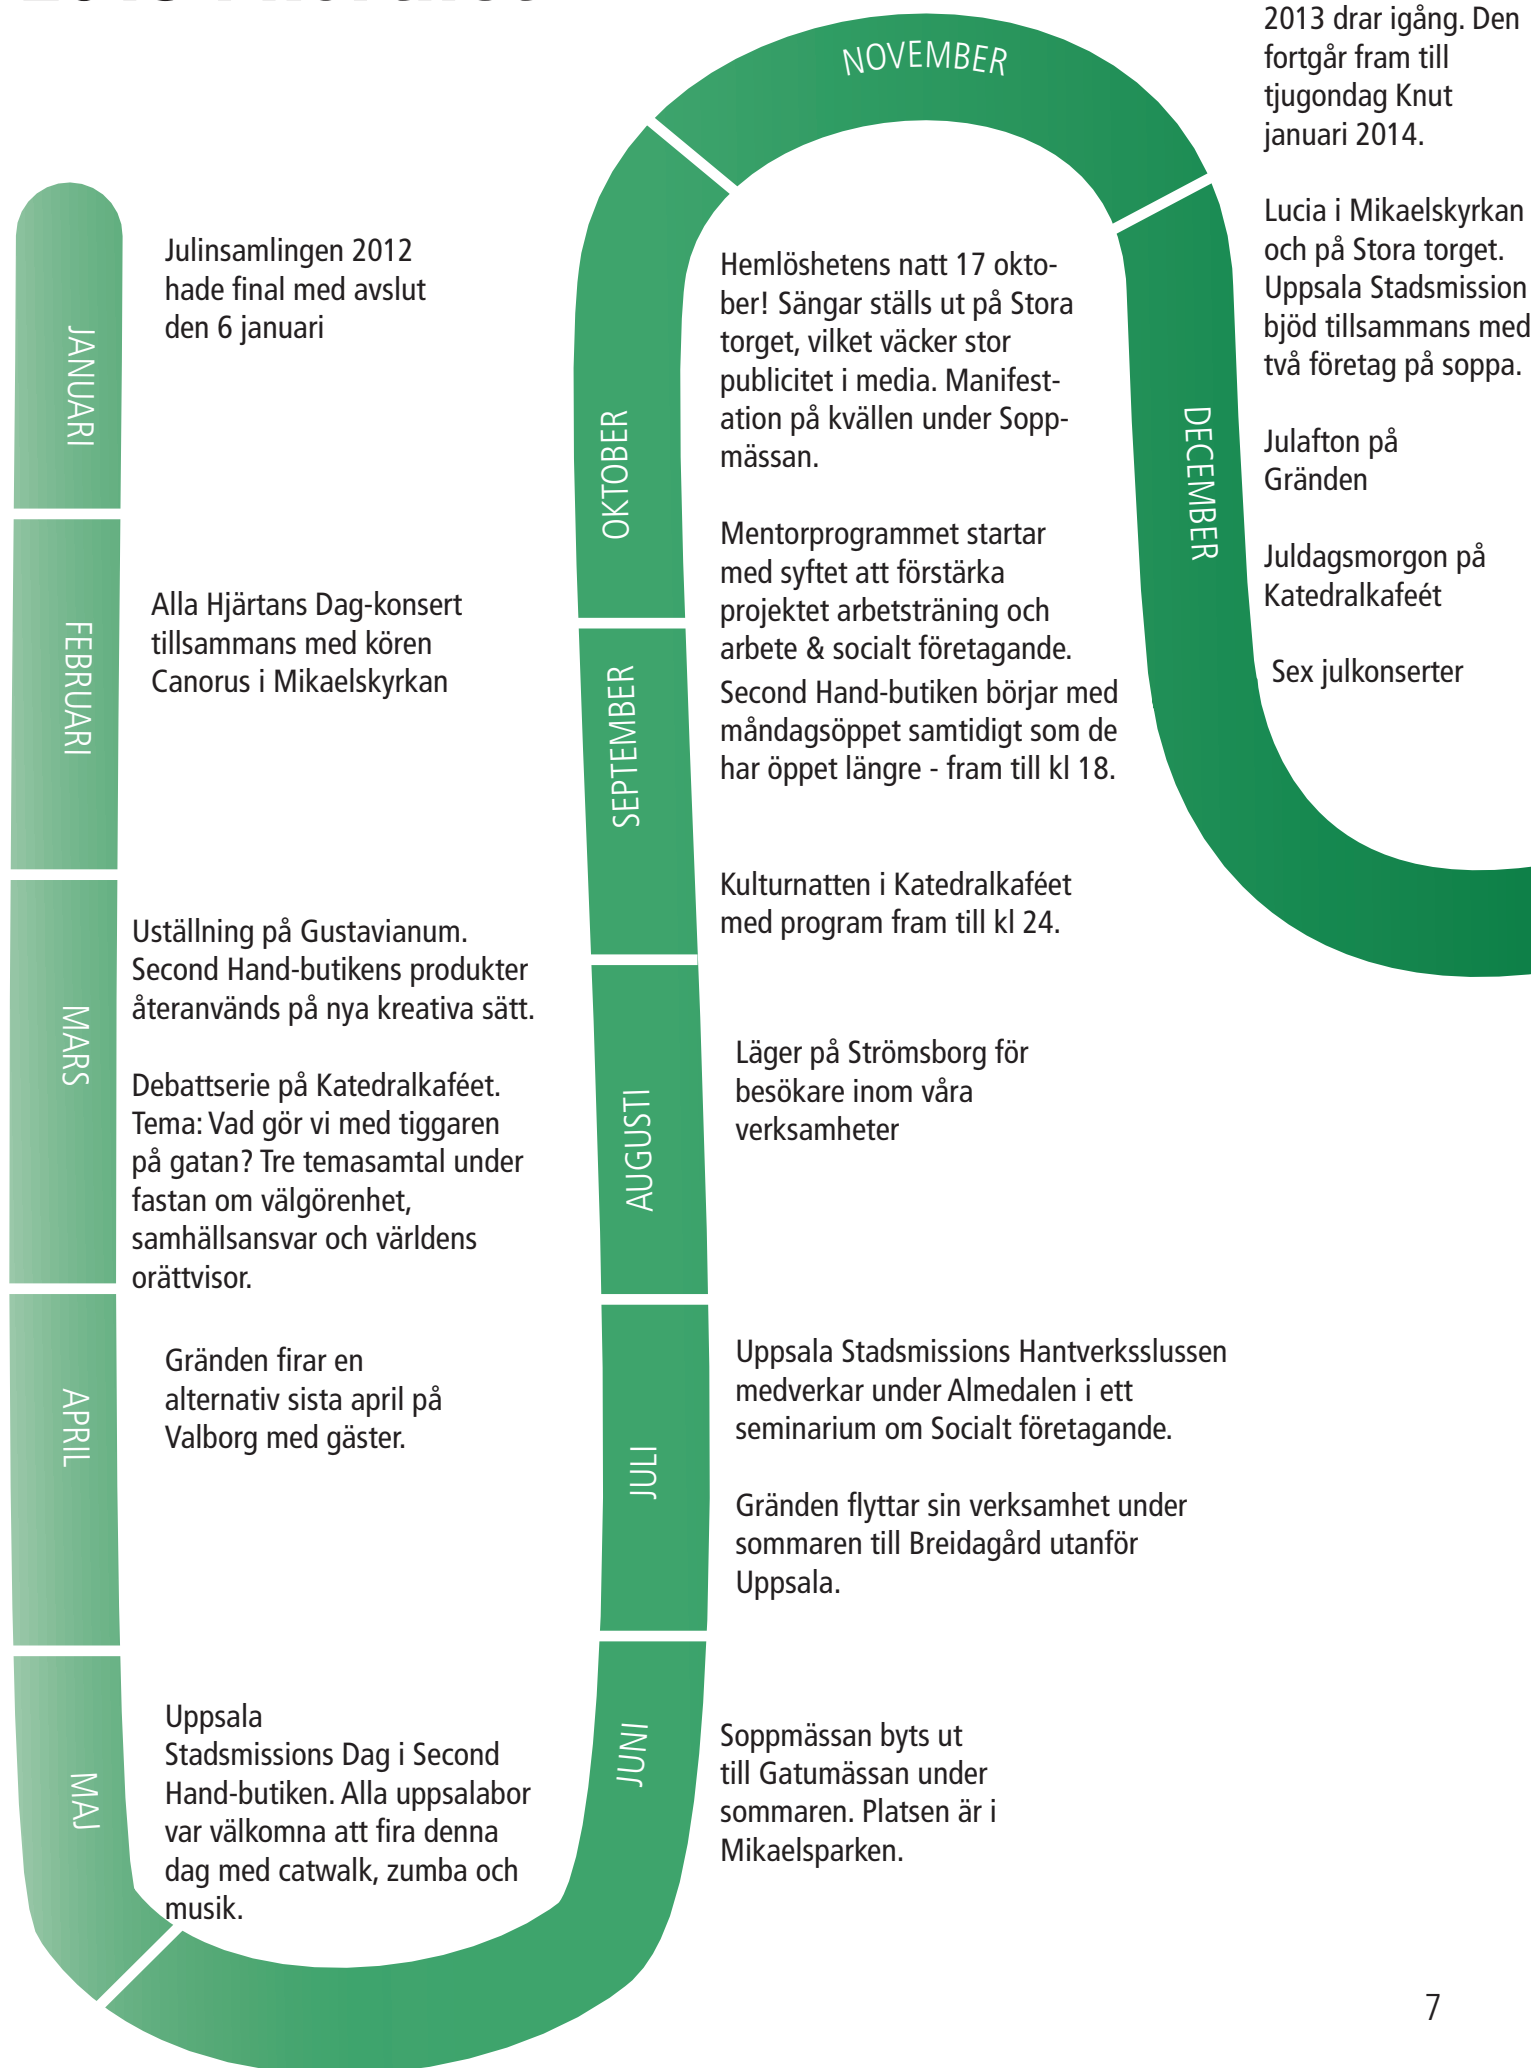 JANUARI
Julinsamlingen 2012
hade final med avslut
den 6 januari
FEBRUARI
Alla Hjärtans Dag-konsert
tillsammans med kören
Canorus i Mikaelskyrkan
MARS
Uställning på Gustavianum.
Second Hand-butikens produkter
återanvänds på nya kreativa sätt.
Debattserie på Katedralkaféet.
Tema: Vad gör vi med tiggaren
på gatan? Tre temasamtal under
fastan om välgörenhet,
samhällsansvar och världens
orättvisor.
APRIL
Gränden firar en
alternativ sista april på
Valborg med gäster.
MAJ
Uppsala
Stadsmissions Dag i Second
Hand-butiken. Alla uppsalabor
var välkomna att fira denna
dag med catwalk, zumba och
musik.
JUNI
Soppmässan byts ut
till Gatumässan under
sommaren. Platsen är i
Mikaelsparken.
JULI
Uppsala Stadsmissions Hantverksslussen
medverkar under Almedalen i ett
seminarium om Socialt företagande.
Gränden flyttar sin verksamhet under
sommaren till Breidagård utanför
Uppsala.
AUGUSTI
Läger på Strömsborg för
besökare inom våra
verksamheter
SEPTEMBER
Second Hand-butiken börjar med
måndagsöppet samtidigt som de
har öppet längre - fram till kl 18.
Kulturnatten i Katedralkaféet
med program fram till kl 24.
OKTOBER
Hemlöshetens natt 17 okto-
ber! Sängar ställs ut på Stora
torget, vilket väcker stor
publicitet i media. Manifest-
ation på kvällen under Sopp-
mässan.
Mentorprogrammet startar
med syftet att förstärka
projektet arbetsträning och
arbete & socialt företagande.
NOVEMBER
2013 drar igång. Den
fortgår fram till
tjugondag Knut
januari 2014.
DECEMBER
Lucia i Mikaelskyrkan
och på Stora torget.
Uppsala Stadsmission
bjöd tillsammans med
två företag på soppa.
Julafton på
Gränden
Juldagsmorgon på
Katedralkafeét
Sex julkonserter
7